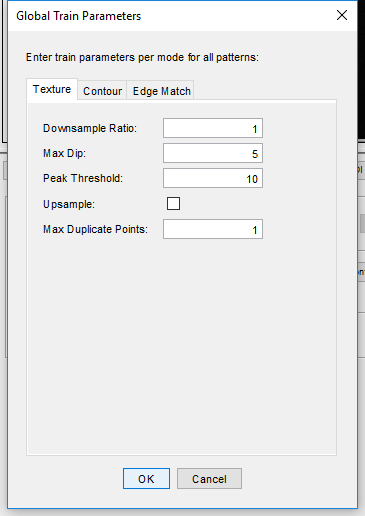 Global Train Parameters
Enter train parameters per mode for all patterns:
Texture Contour Edge Match
Downsample Ratio: 1
Max Dip: 5
Peak Threshold: 10
Upsample:
Max Duplicate Points: 1
OK Cancel